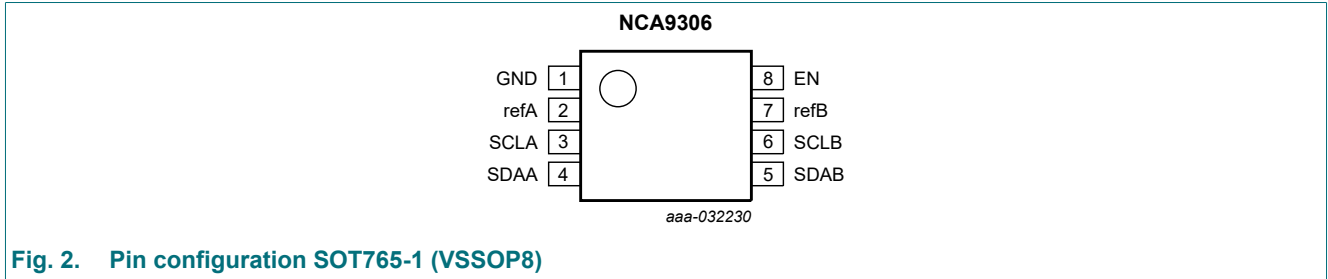 NCA9306
GND 1 8 EN
refA 2 7 refB
SCLA 3 6 SCLB
SDAA 4 5 SDAB
aaa-032230
Fig. 2. Pin configuration SOT765-1 (VSSOP8)